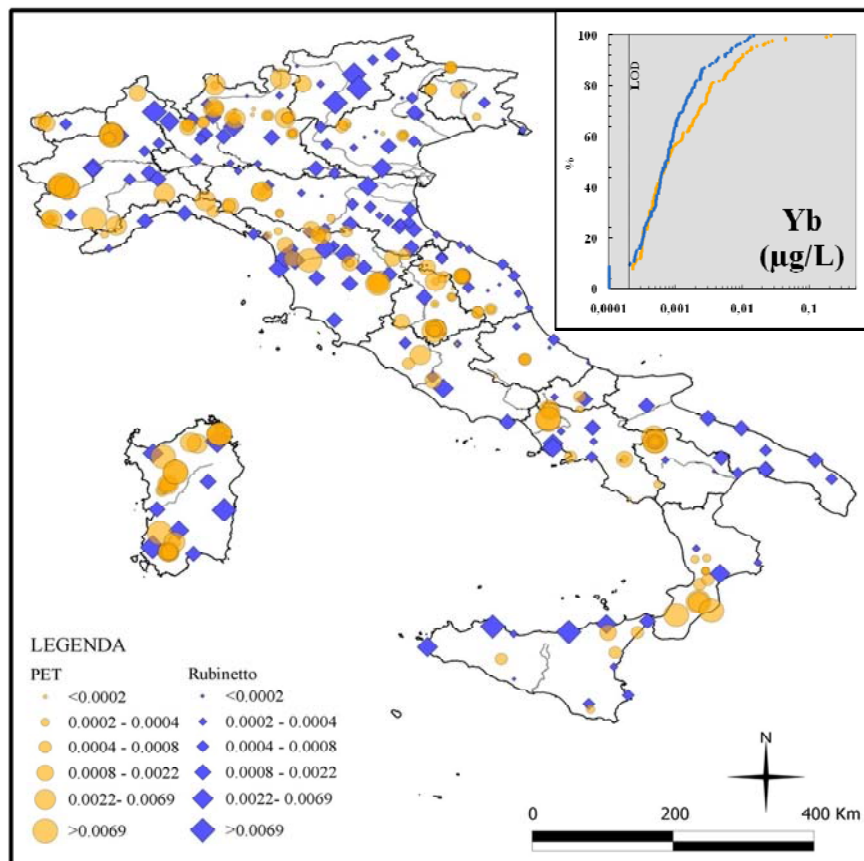 100
80
60
40
20
0
%
LOD
Yb
(µg/L)
0,0001 0,001 0,01 0,1
LEGENDA
PET Rubinetto
<0.0002 <0.0002
0.0002 - 0.0004 0.0002 - 0.0004
0.0004 - 0.0008 0.0004 - 0.0008
0.0008 - 0.0022 0.0008 - 0.0022
0.0022- 0.0069 0.0022-0.0069
>0.0069 >0.0069
N
0 200 400 Km